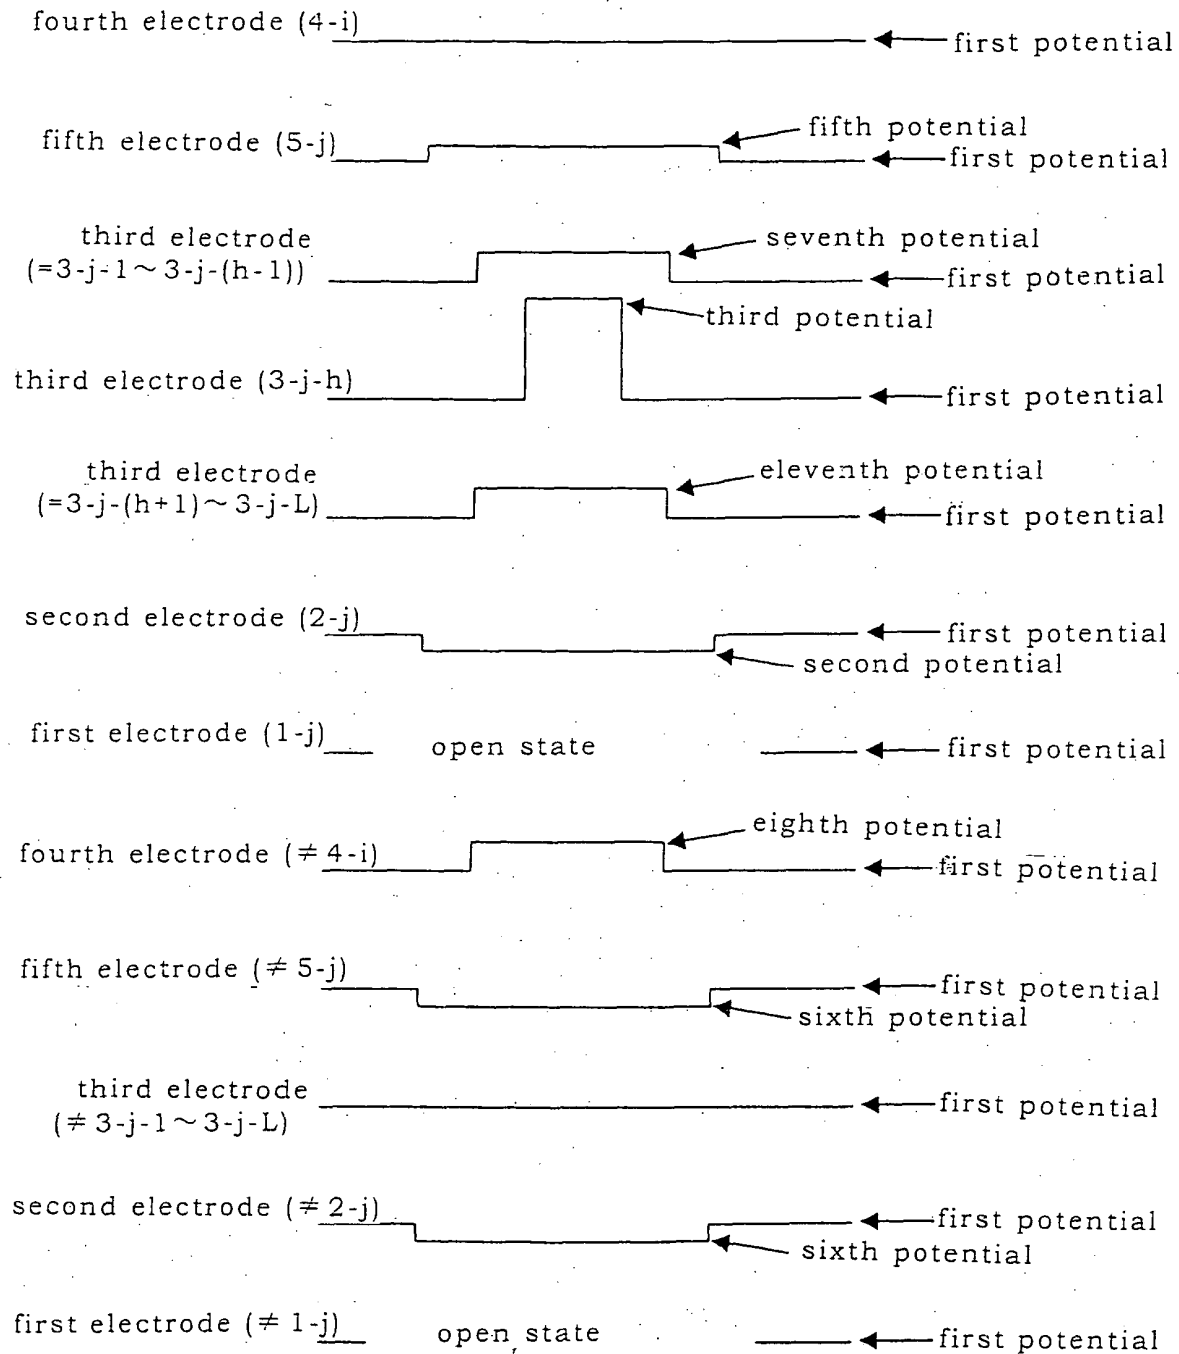 fourth electrode (4-i)
first potential
fifth electrode (5-j)
fifth potential
first potential
third electrode
(=3-j-1~3-j-(h-1))
seventh potential
first potential
third potential
third electrode (3-j-h)
first potential
third electrode
(=3-j-(h+1)~3-j-L)
eleventh potential
first potential
second electrode (2-j)
first potential
second potential
first electrode (1-j)
open state
first potential
eighth potential
fourth electrode (≠4-i)
first potential
fifth electrode (≠5-j)
first potential
sixth potential
third electrode
(≠3-j-1~3-j-L)
first potential
second electrode (≠2-j)
first potential
sixth potential
first electrode (≠1-j)
open state
first potential